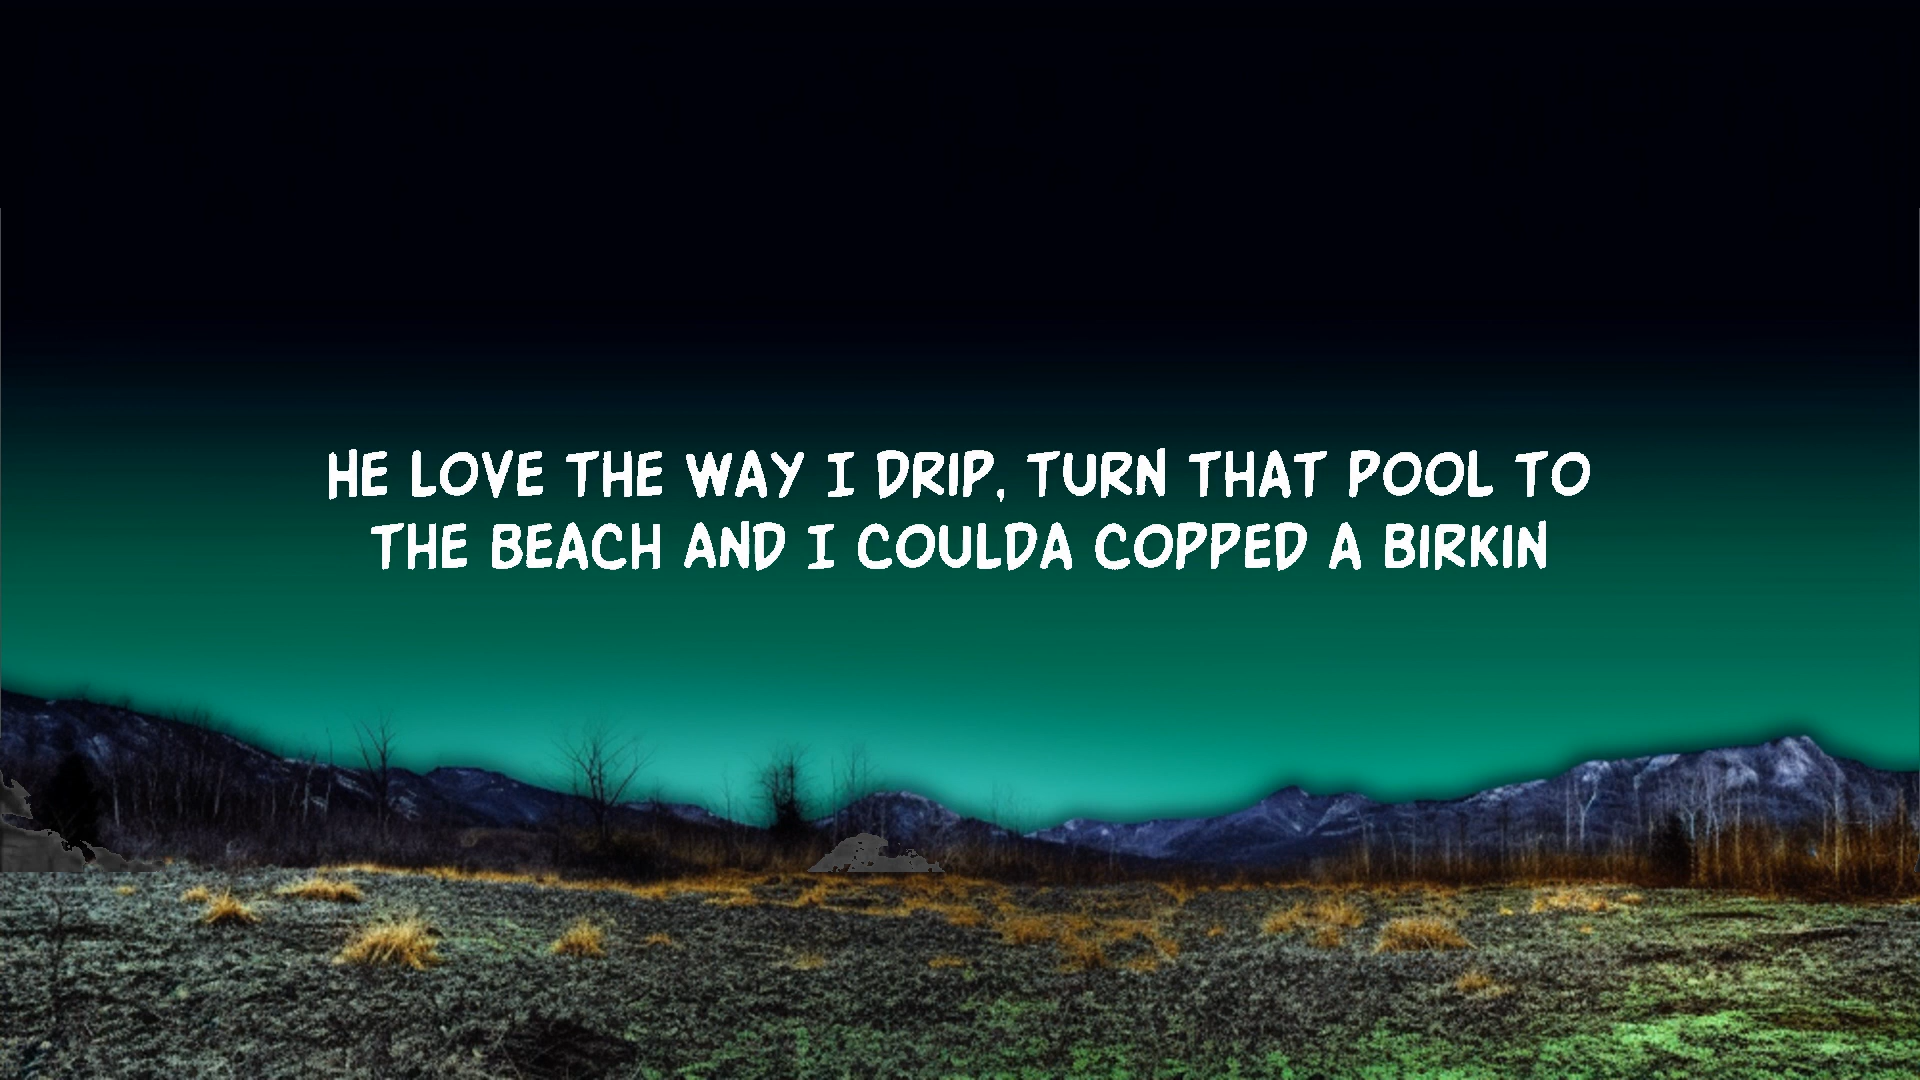 HE LOVE THE WAY I DRIP, TURN THAT POOL TO
THE BEACH AND I COULDA COPPED A BIRKIN